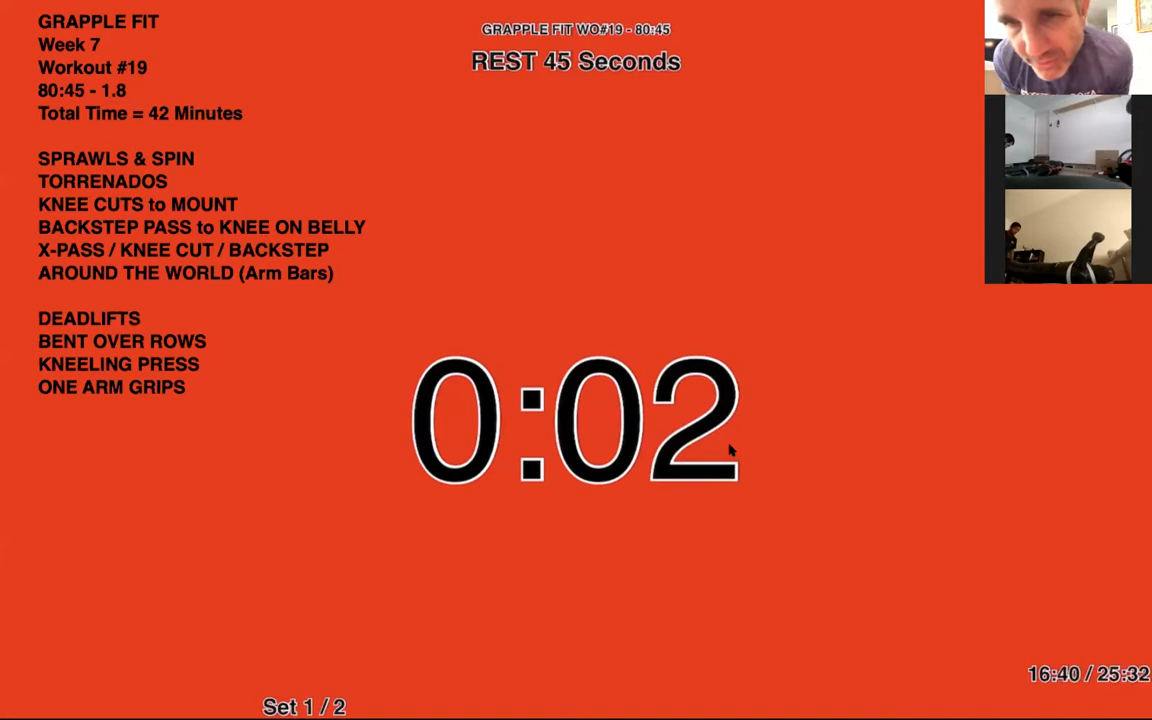 GRAPPLE FIT
Week 7
Workout #19
80:45 - 1.8
Total Time = 42 Minutes
SPRAWLS & SPIN
TORRENADOS
KNEE CUTS to MOUNT
BACKSTEP PASS to KNEE ON BELLY
X-PASS / KNEE CUT / BACKSTEP
AROUND THE WORLD (Arm Bars)
DEADLIFTS
BENT OVER ROWS
KNEELING PRESS
ONE ARM GRIPS
GRAPPLE FIT WO#19 - 80:45
REST 45 Seconds
0:02
16:40 / 25:32
Set 1 / 2